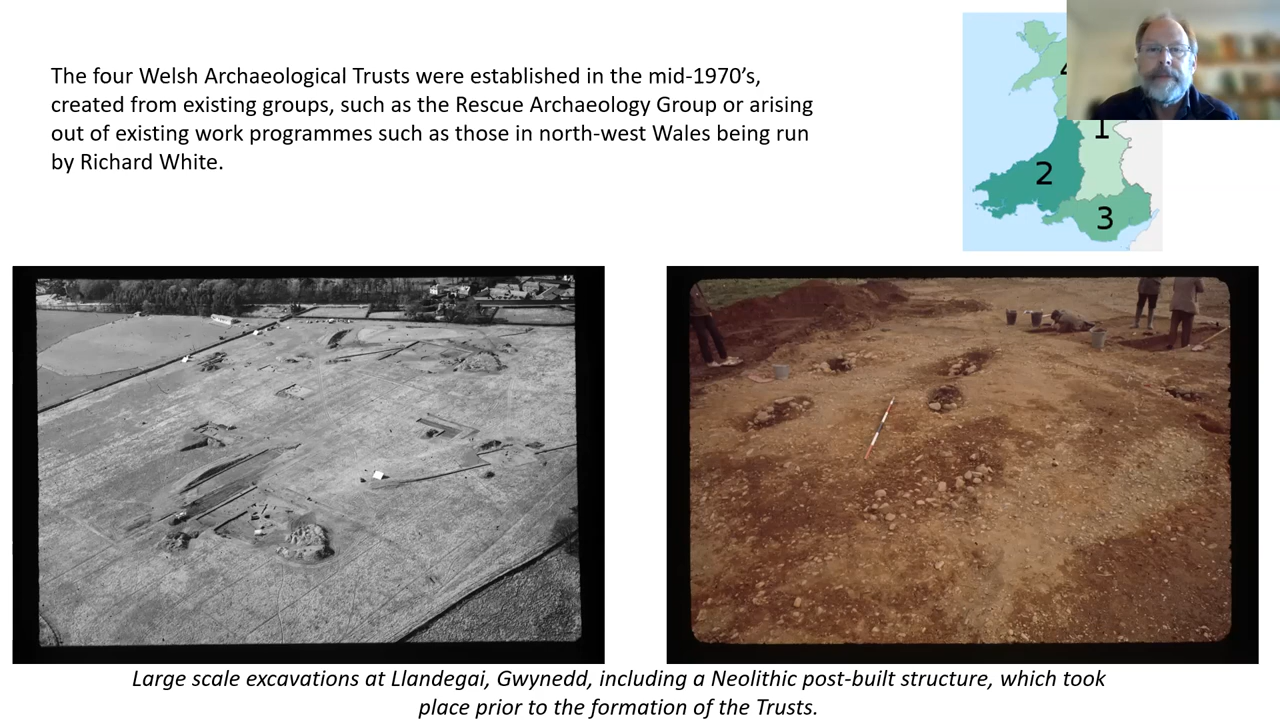 The four Welsh Archaeological Trusts were established in the mid-1970’s,
created from existing groups, such as the Rescue Archaeology Group or arising
out of existing work programmes such as those in north-west Wales being run
by Richard White.
4
1
2
3
Large scale excavations at Llandegai, Gwynedd, including a Neolithic post-built structure, which took
place prior to the formation of the Trusts.